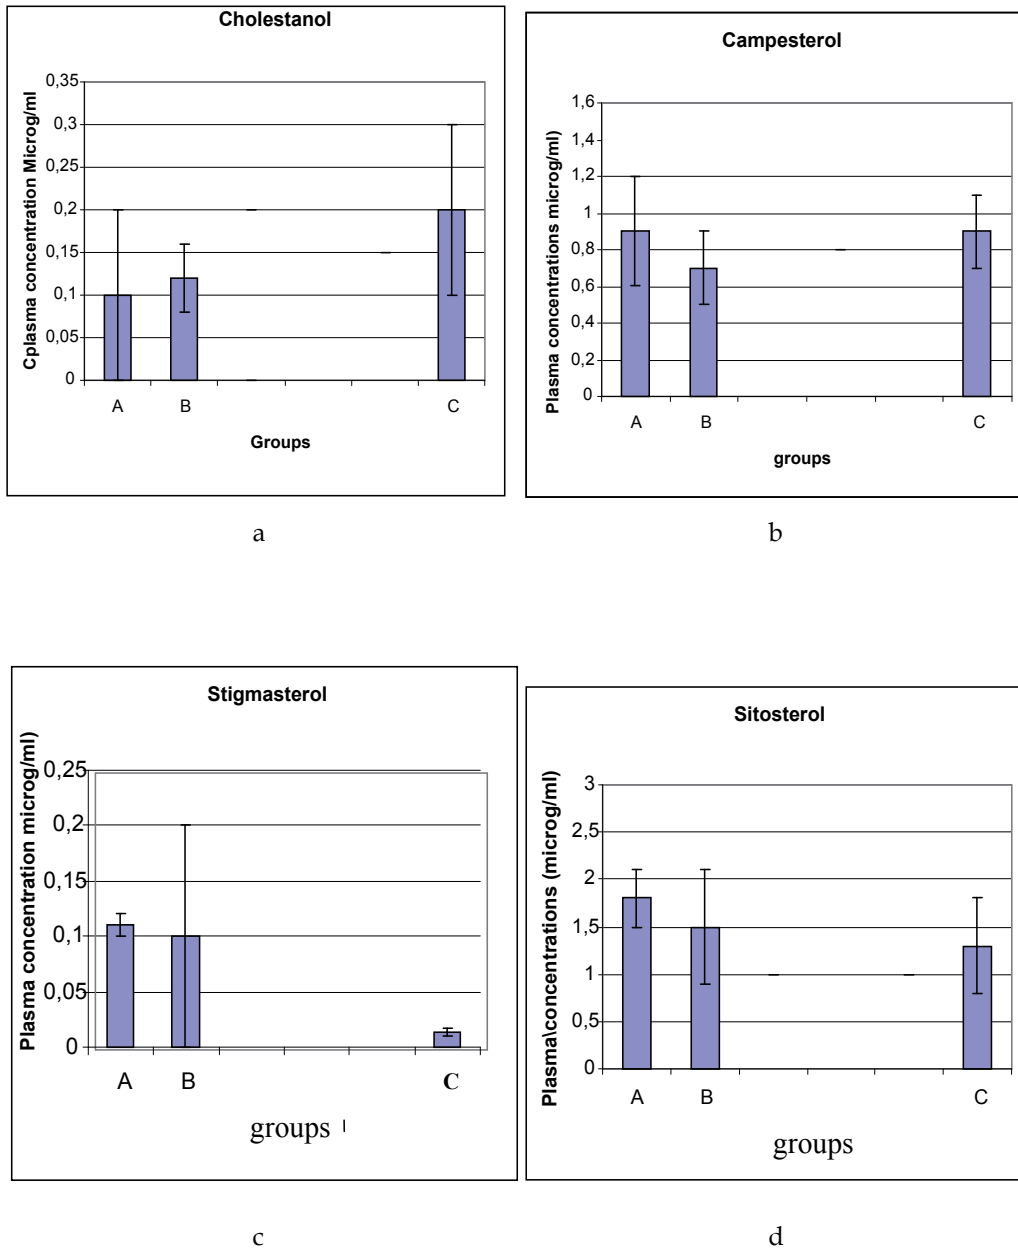 Cholestanol
Cplasma concentration Microg/ml
0,35
0,3
0,25
0,2
0,15
0,1
0,05
0
A B C
Groups
a
Campesterol
Plasma concentrations microg/ml)
1,6
1,4
1,2
1
0,8
0,6
0,4
0,2
0
A B C
groups
b
Stigmasterol
Plasma concentration microg/ml)
0,25
0,2
0,15
0,1
0,05
0
A B C
groups
c
Sitosterol
Plasma\concentrations (microg/ml)
3
2,5
2
1,5
1
0,5
0
A B C
groups
d